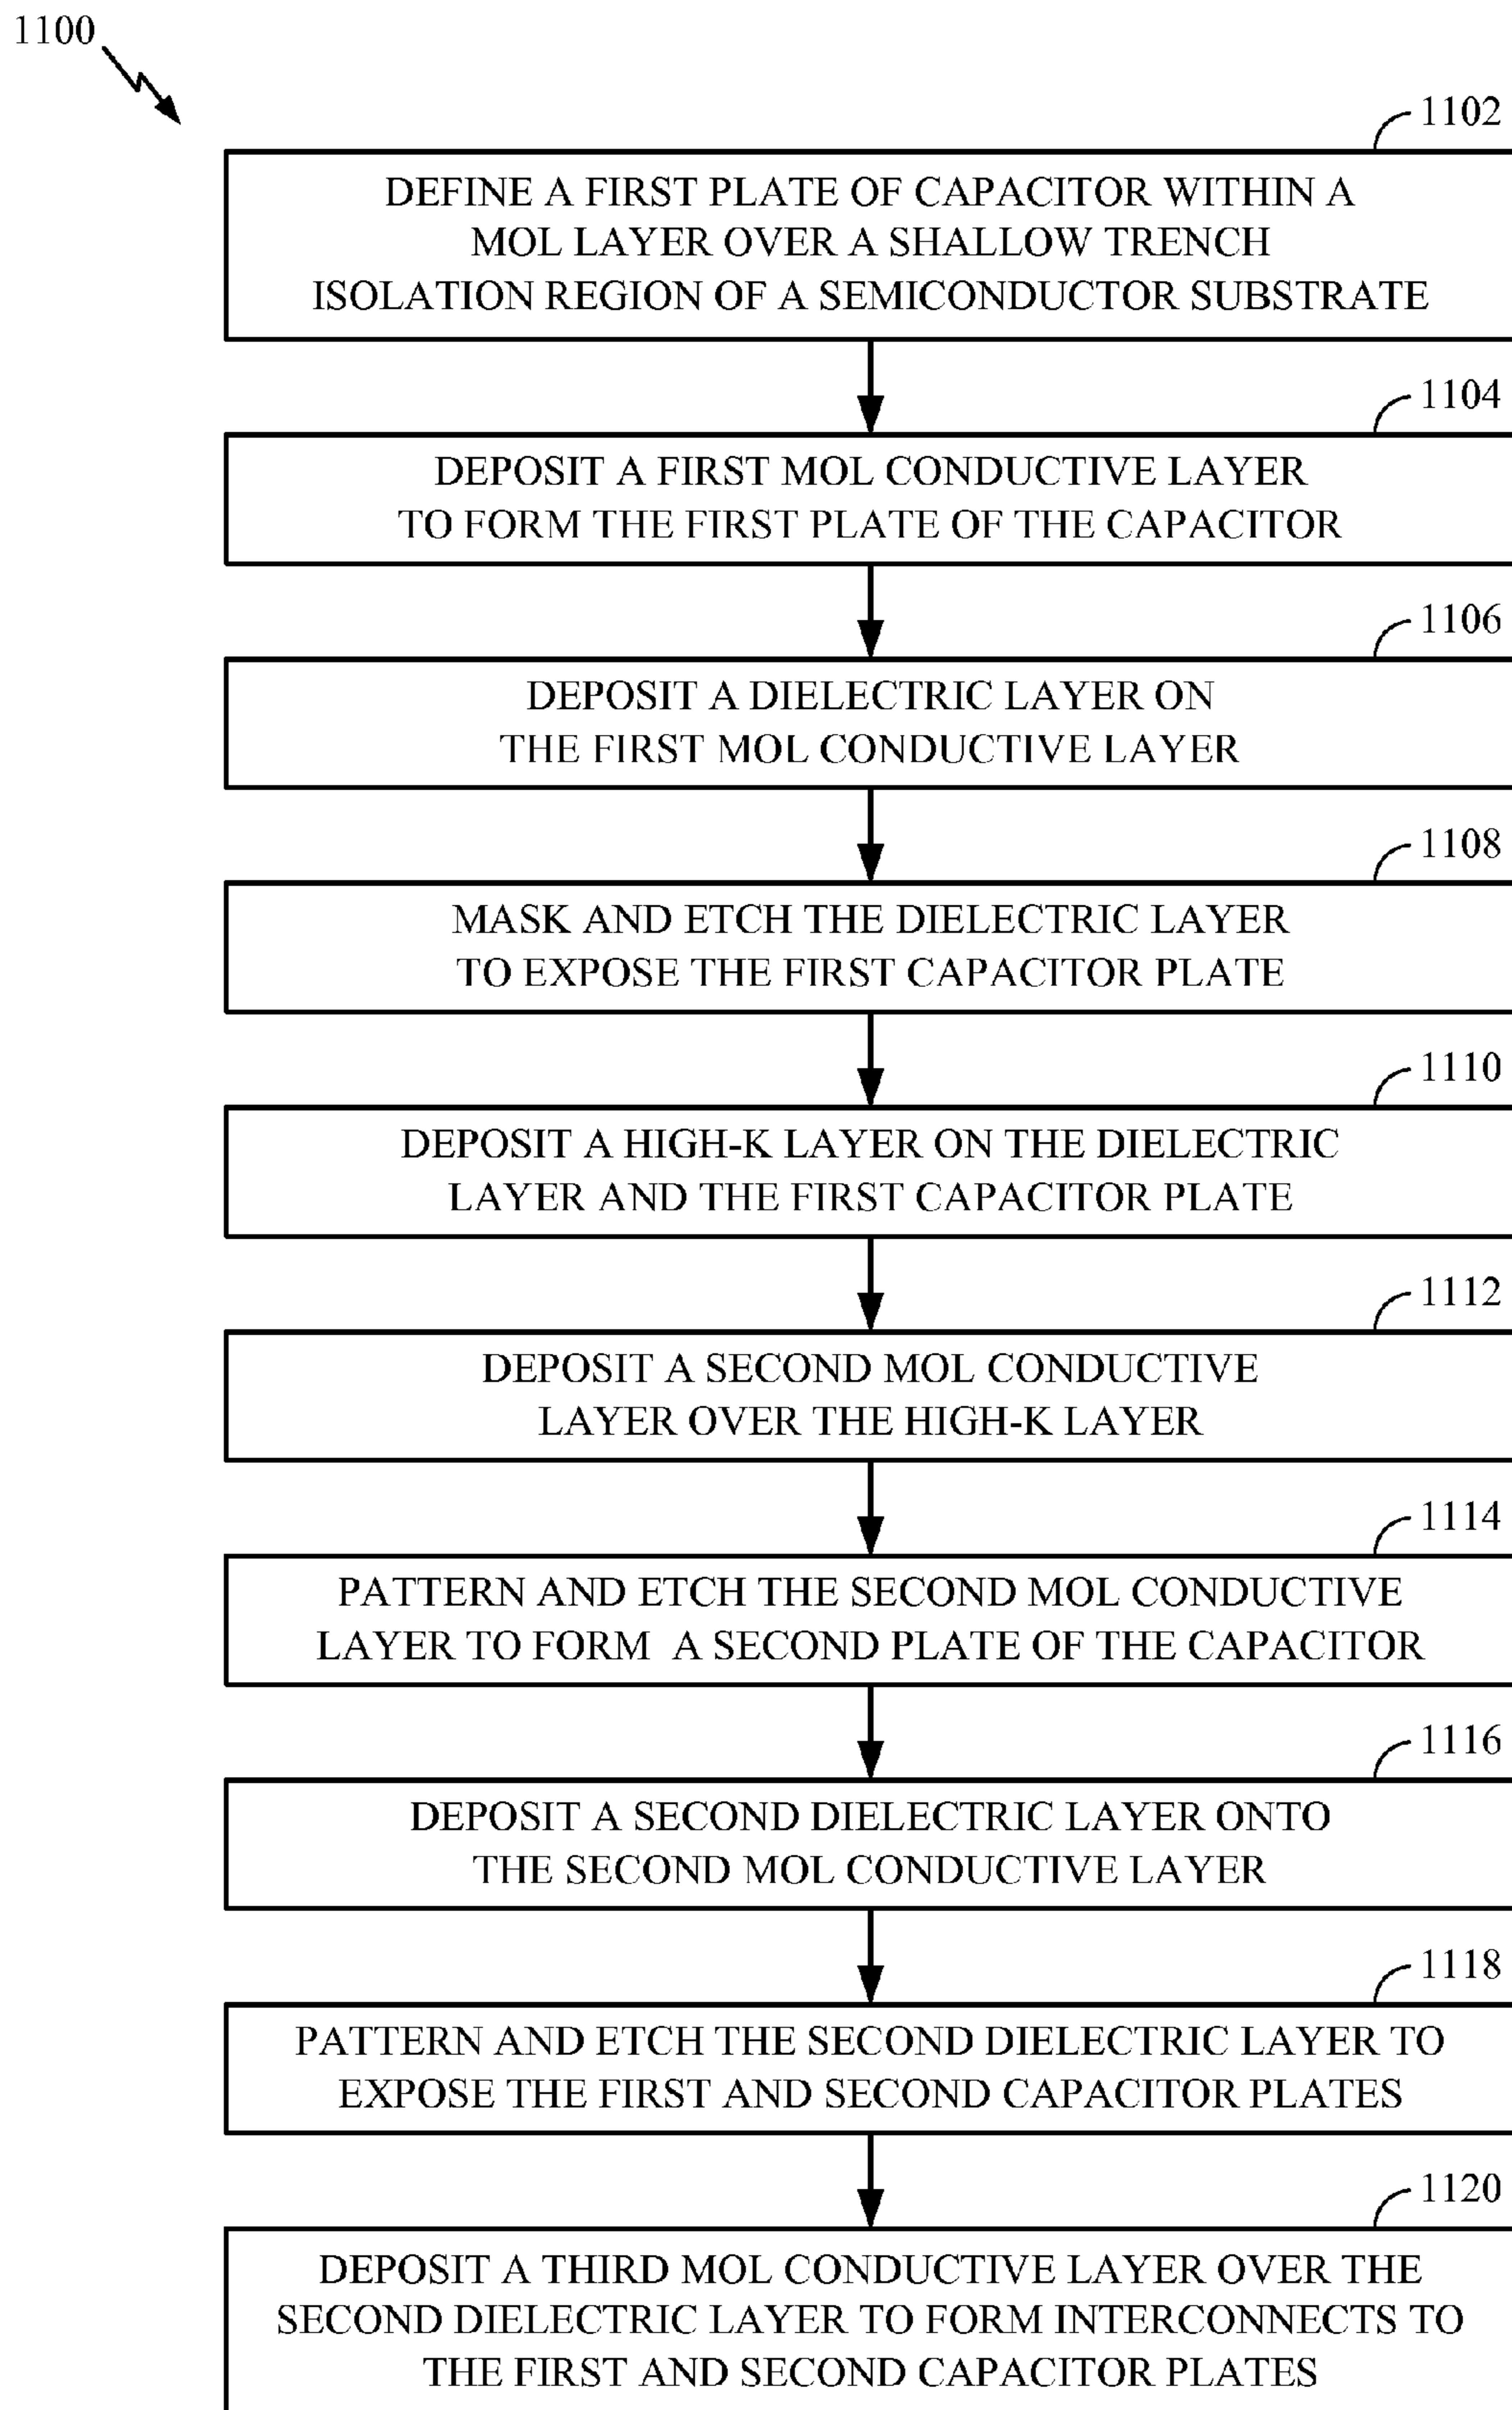 1100
1102
DEFINE A FIRST PLATE OF CAPACITOR WITHIN A
MOL LAYER OVER A SHALLOW TRENCH
ISOLATION REGION OF A SEMICONDUCTOR SUBSTRATE
1104
DEPOSIT A FIRST MOL CONDUCTIVE LAYER
TO FORM THE FIRST PLATE OF THE CAPACITOR
1106
DEPOSIT A DIELECTRIC LAYER ON
THE FIRST MOL CONDUCTIVE LAYER
1108
MASK AND ETCH THE DIELECTRIC LAYER
TO EXPOSE THE FIRST CAPACITOR PLATE
1110
DEPOSIT A HIGH-K LAYER ON THE DIELECTRIC
LAYER AND THE FIRST CAPACITOR PLATE
1112
DEPOSIT A SECOND MOL CONDUCTIVE
LAYER OVER THE HIGH-K LAYER
1114
PATTERN AND ETCH THE SECOND MOL CONDUCTIVE
LAYER TO FORM A SECOND PLATE OF THE CAPACITOR
1116
DEPOSIT A SECOND DIELECTRIC LAYER ONTO
THE SECOND MOL CONDUCTIVE LAYER
1118
PATTERN AND ETCH THE SECOND DIELECTRIC LAYER TO
EXPOSE THE FIRST AND SECOND CAPACITOR PLATES
1120
DEPOSIT A THIRD MOL CONDUCTIVE LAYER OVER THE
SECOND DIELECTRIC LAYER TO FORM INTERCONNECTS TO
THE FIRST AND SECOND CAPACITOR PLATES